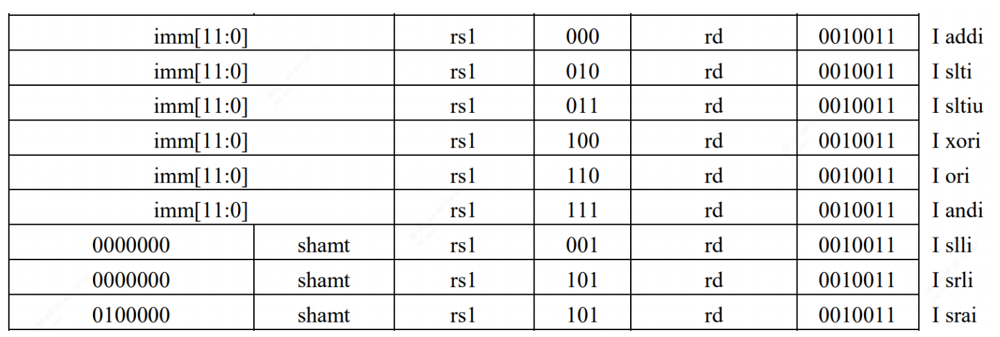 imm[11:0] rs1 000 rd 0010011 I addi
imm[11:0] rs1 010 rd 0010011 I slti
imm[11:0] rs1 011 rd 0010011 I sltiu
imm[11:0] rs1 100 rd 0010011 I xori
imm[11:0] rs1 110 rd 0010011 I ori
imm[11:0] rs1 111 rd 0010011 I andi
0000000 shamt rs1 001 rd 0010011 I slli
0000000 shamt rs1 101 rd 0010011 I srli
0100000 shamt rs1 101 rd 0010011 I srai